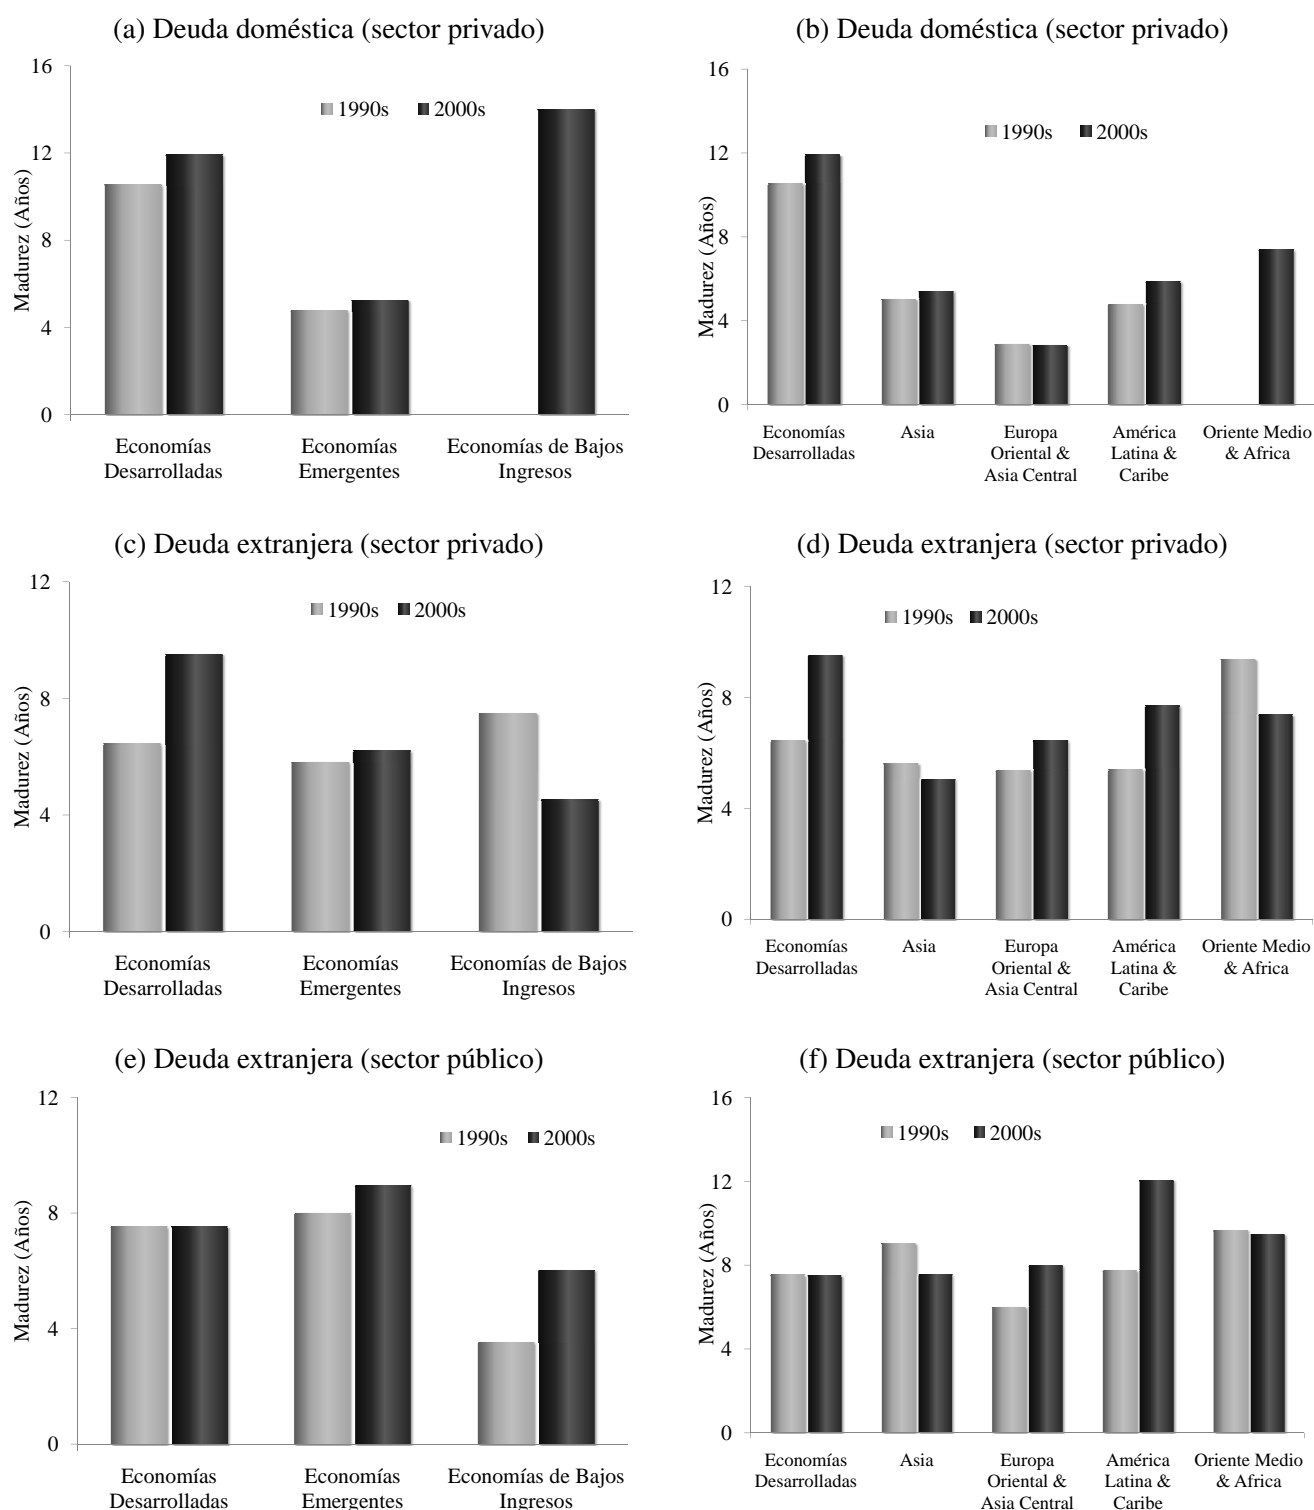 (a) Deuda doméstica (sector privado)
16
12
8
4
0
Madurez (Años)
1990s 2000s
Economías
Desarrolladas
Economías
Emergentes
Economías de Bajos
Ingresos
(b) Deuda doméstica (sector privado)
16
12
8
4
0
Madurez (Años)
1990s 2000s
Economías
Desarrolladas
Asia
Europa
Oriental &
Asia Central
América
Latina &
Caribe
Oriente Medio
& Africa
(c) Deuda extranjera (sector privado)
12
8
4
0
Madurez (Años)
1990s 2000s
Economías
Desarrolladas
Economías
Emergentes
Economías de Bajos
Ingresos
(d) Deuda extranjera (sector privado)
12
8
4
0
Madurez (Años)
1990s 2000s
Economías
Desarrolladas
Asia
Europa
Oriental &
Asia Central
América
Latina &
Caribe
Oriente Medio
& Africa
(e) Deuda extranjera (sector público)
12
8
4
0
Madurez (Años)
1990s 2000s
Economías
Desarrolladas
Economías
Emergentes
Economías de Bajos
Ingresos
(f) Deuda extranjera (sector público)
16
12
8
4
0
Madurez (Años)
1990s 2000s
Economías
Desarrolladas
Asia
Europa
Oriental &
Asia Central
América
Latina &
Caribe
Oriente Medio
& Africa